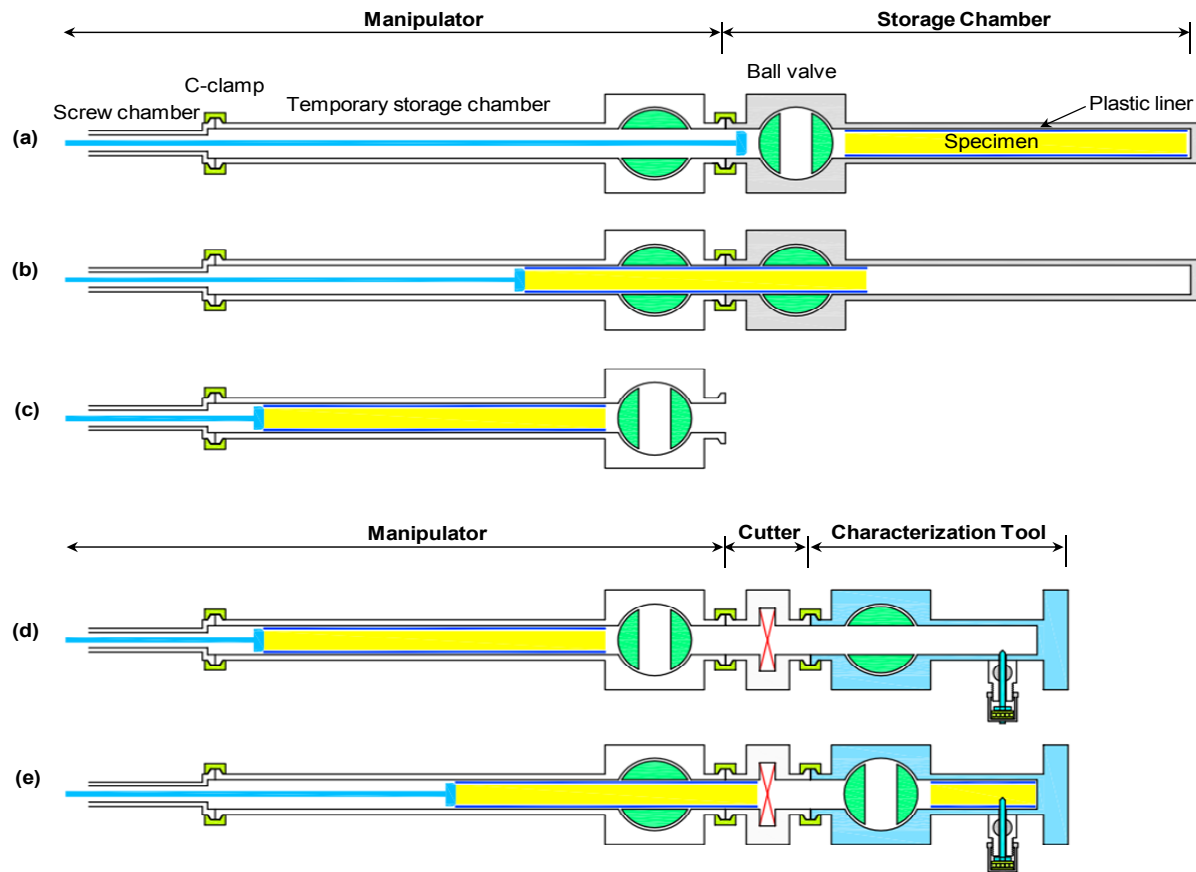 Manipulator
Storage Chamber
Ball valve
C-clamp
Temporary storage chamber
Plastic liner
Screw chamber
(a)
Specimen
(b)
(c)
Manipulator
Cutter
Characterization Tool
(d)
(e)